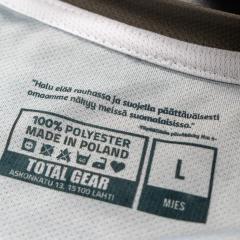 "Halu elää rauhassa ja suojella päättäväisesti
omaamme näkyy meissä suomalaisissa."
100% POLYESTER
MADE IN POLAND
TOTAL GEAR
ASKONKATU 13, 15100 LAHTI
L
MIES